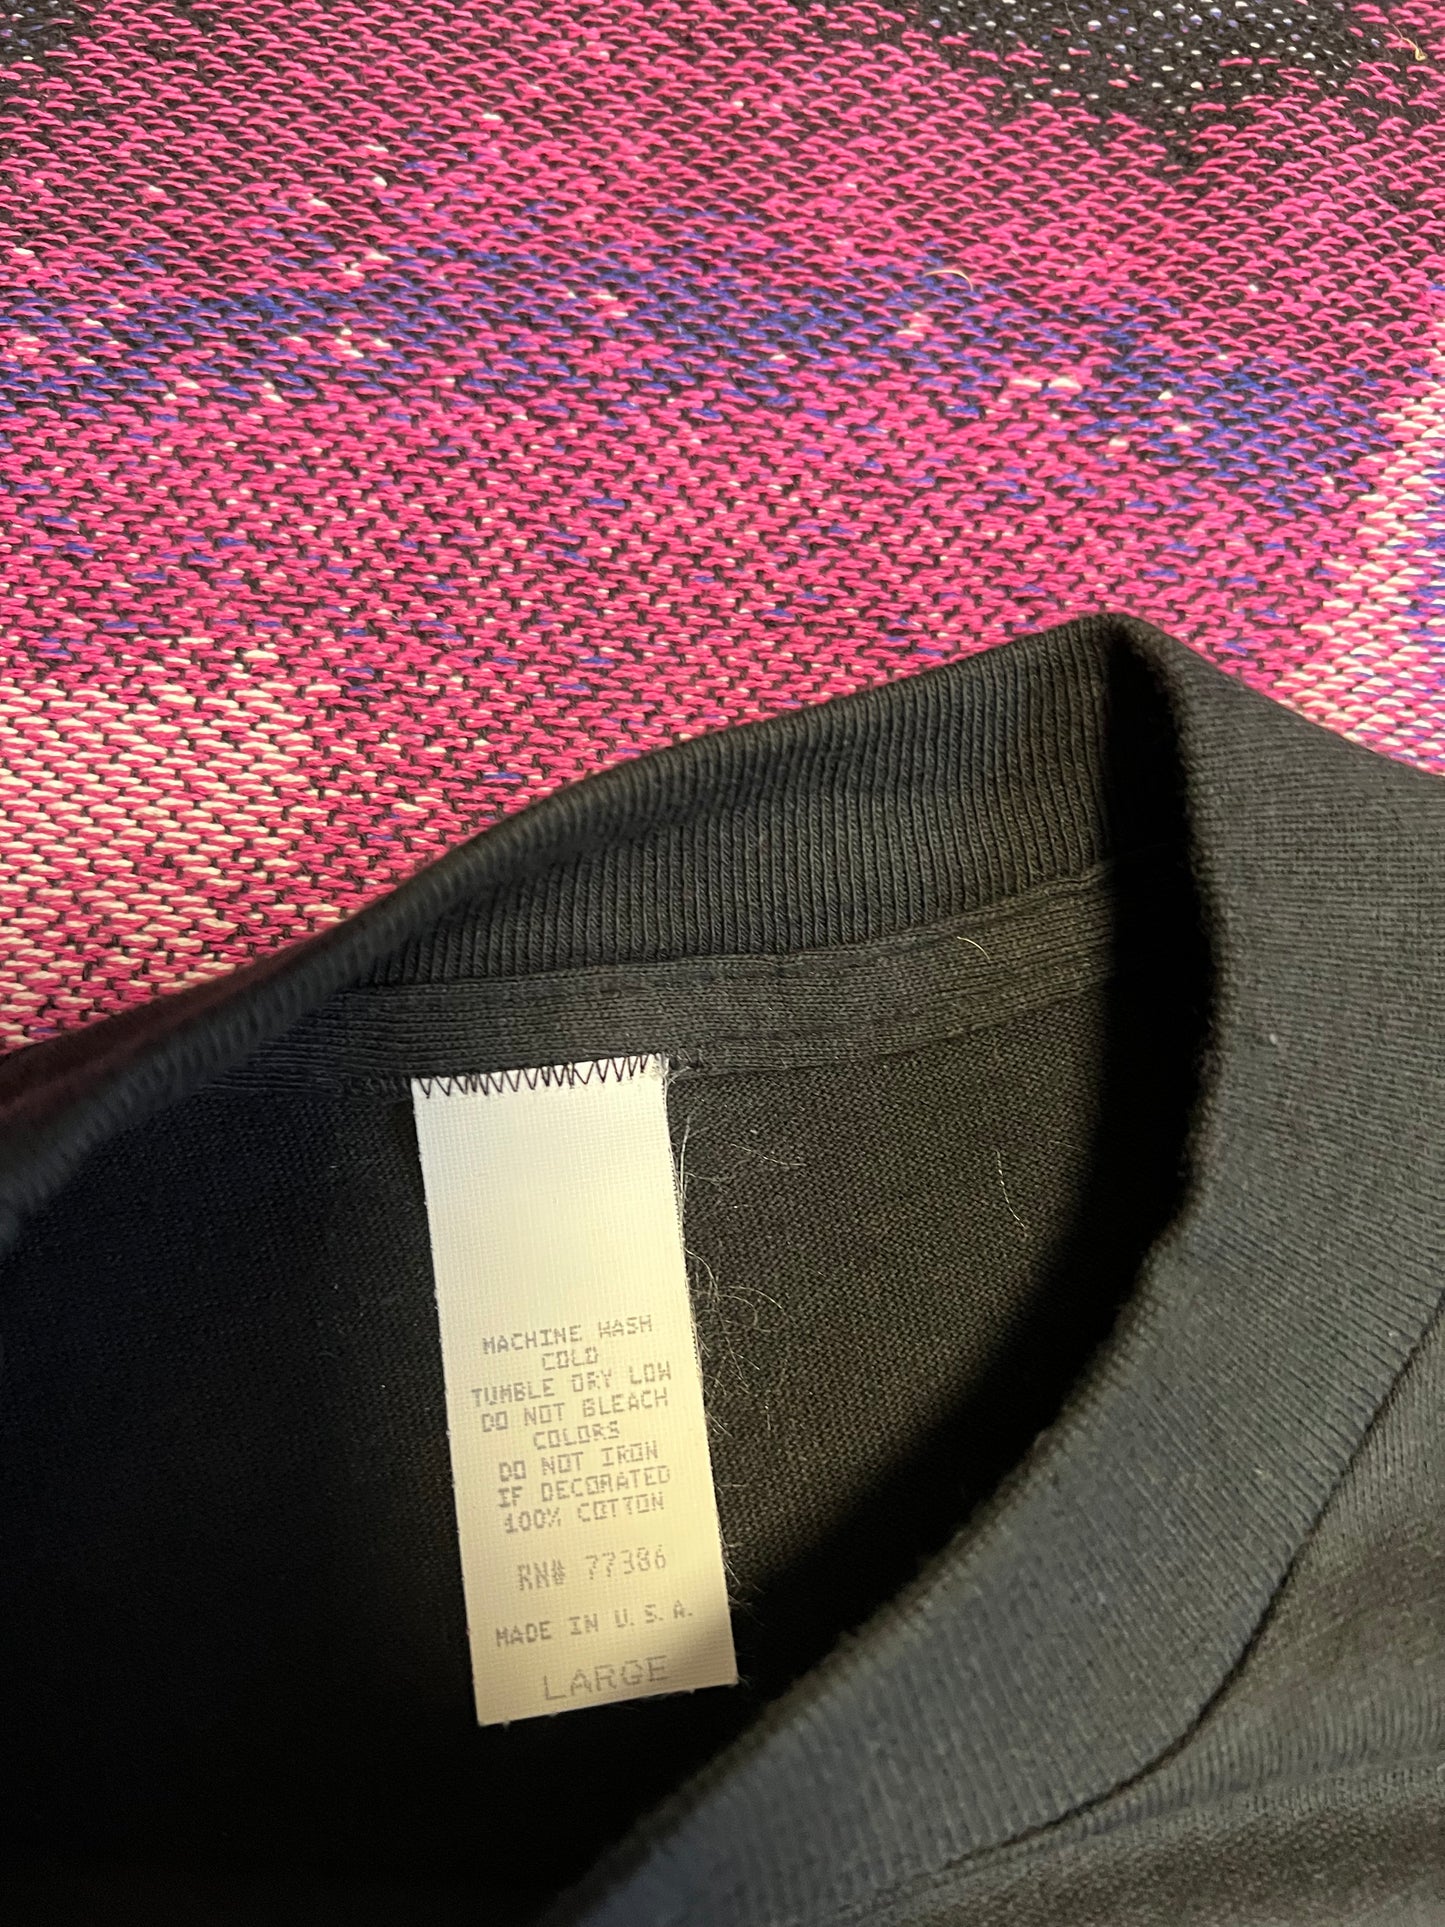 MACHINE WASH
COLD
TUMBLE DRY LOW
DO NOT BLEACH
COLORS
DO NOT IRON
IF DECORATED
100% COTTON
RN# 77386
MADE IN U.S.A.
LARGE